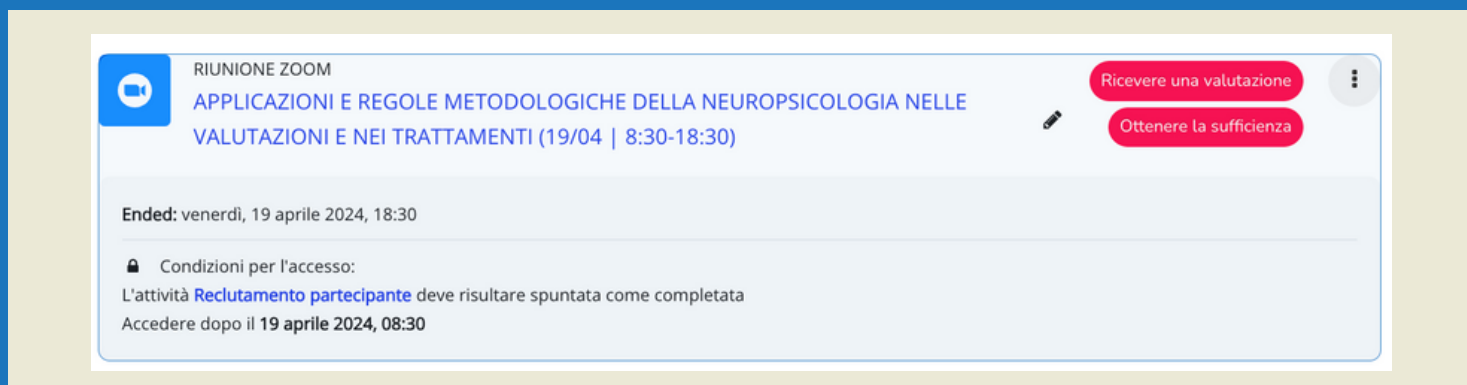 RIUNIONE ZOOM
APPLICAZIONI E REGOLE METODOLOGICHE DELLA NEUROPSICOLOGIA NELLE
VALUTAZIONI E NEI TRATTAMENTI (19/04 | 8:30-18:30)
Ricevere una valutazione
Ottenere la sufficienza
Ended: venerdì, 19 aprile 2024, 18:30
Condizioni per l'accesso:
L'attività Reclutamento partecipante deve risultare spuntata come completata
Accedere dopo il 19 aprile 2024, 08:30